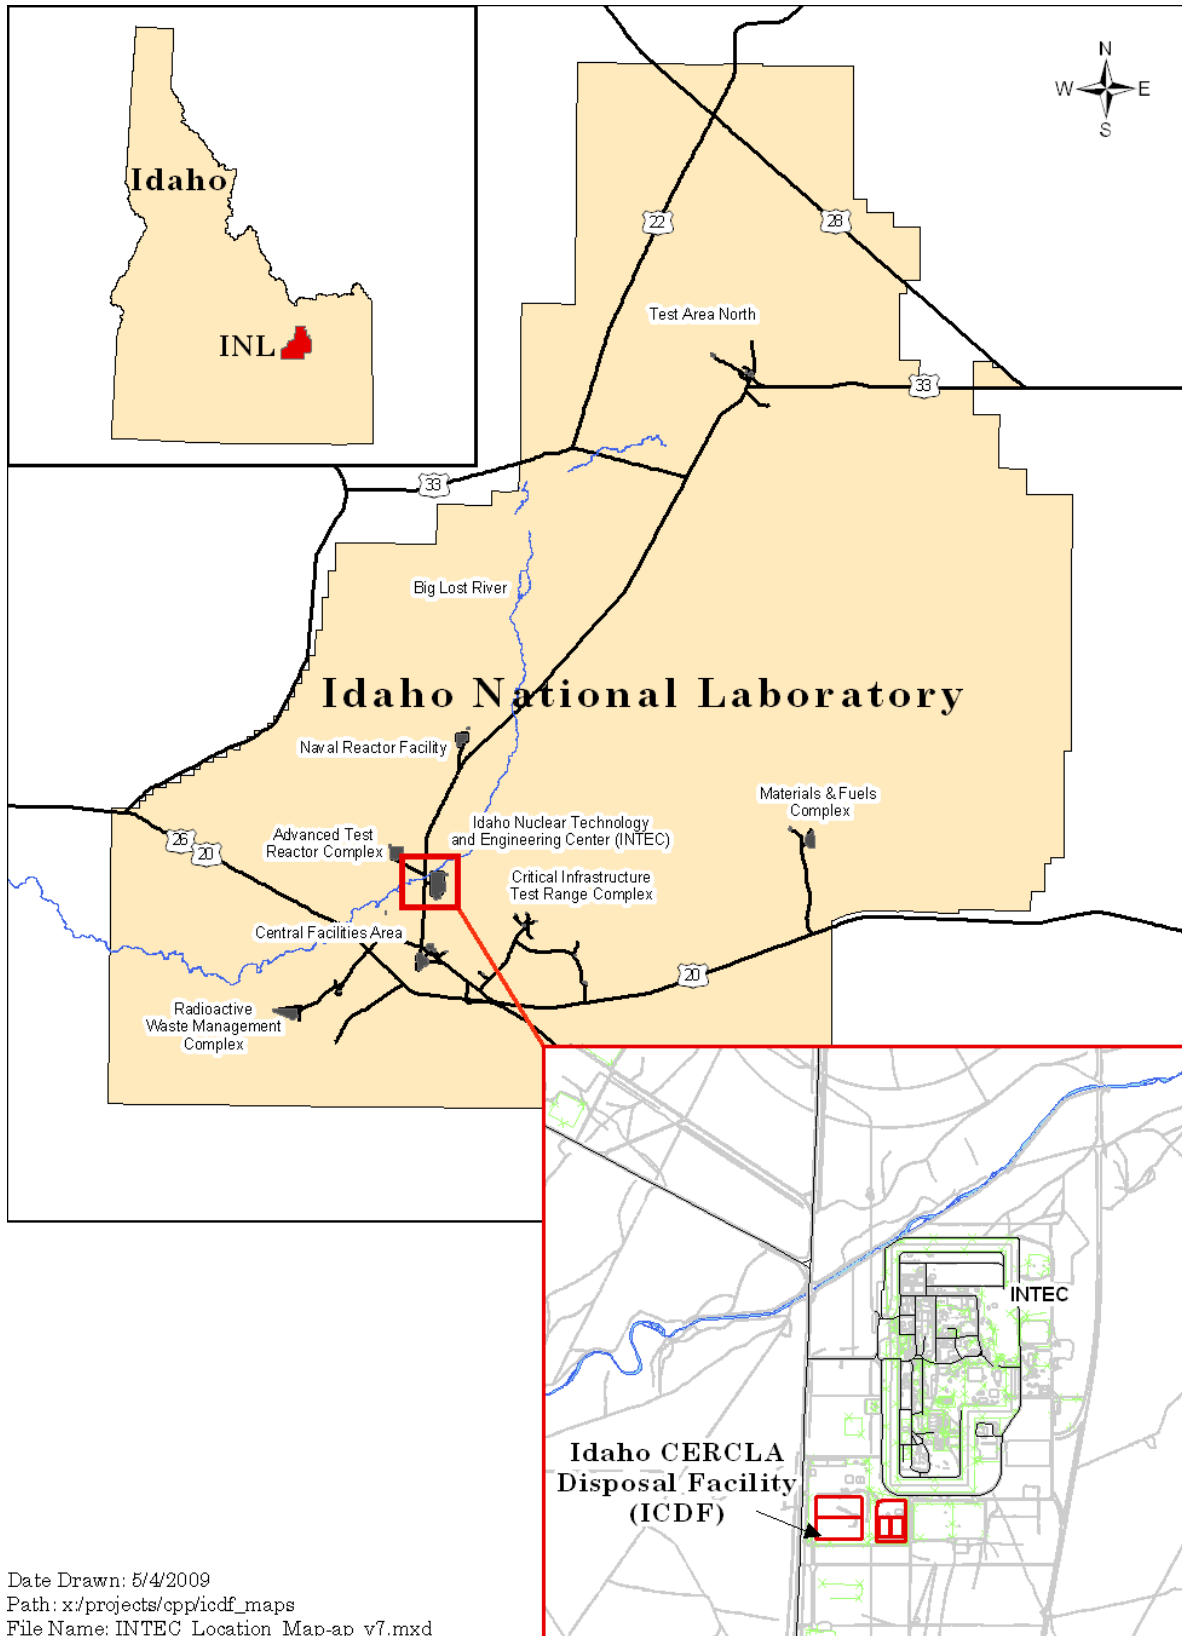 N
W E
S
Idaho
INL
22
28
Test Area North
33
33
Big Lost River
Idaho National Laboratory
Naval Reactor Facility
Materials & Fuels
Complex
26
20
Advanced Test
Reactor Complex
Idaho Nuclear Technology
and Engineering Center (INTEC)
Critical Infrastructure
Test Range Complex
Central Facilities Area
20
Radioactive
Waste Management
Complex
INTEC
Idaho CERCLA
Disposal Facility
(ICDF)
Date Drawn: 5/4/2009
Path: x:/projects/cpp/icdf_maps
File Name: INTEC_Location_Map-ap_v7.mxd